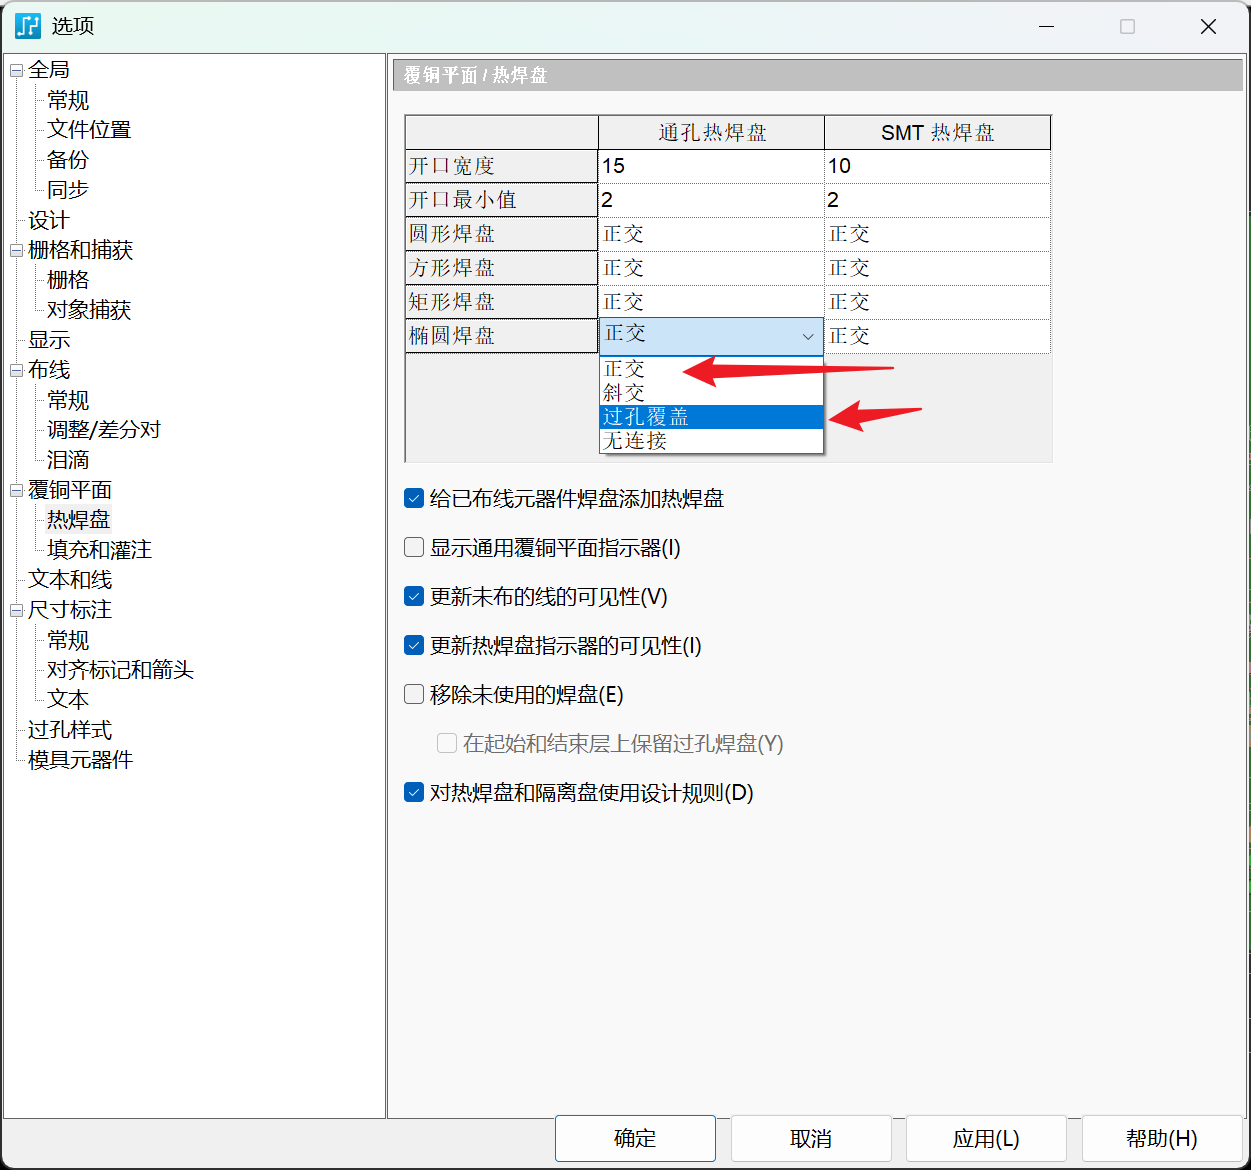 选项
全局
常规
文件位置
备份
同步
设计
栅格和捕获
栅格
对象捕获
显示
布线
常规
调整/差分对
泪滴
覆铜平面
热焊盘
填充和灌注
文本和线
尺寸标注
常规
对齐标记和箭头
文本
过孔样式
模具元器件
覆铜平面 / 热焊盘
通孔热焊盘 SMT 热焊盘
开口宽度 15 10
开口最小值 2 2
圆形焊盘 正交 正交
方形焊盘 正交 正交
矩形焊盘 正交 正交
椭圆焊盘 正交 正交
正交
斜交
过孔覆盖
无连接
给已布线元器件焊盘添加热焊盘
显示通用覆铜平面指示器(I)
更新未布的线的可见性(V)
更新热焊盘指示器的可见性(I)
移除未使用的焊盘(E)
在起始和结束层上保留过孔焊盘(Y)
对热焊盘和隔离盘使用设计规则(D)
确定 取消 应用(L) 帮助(H)